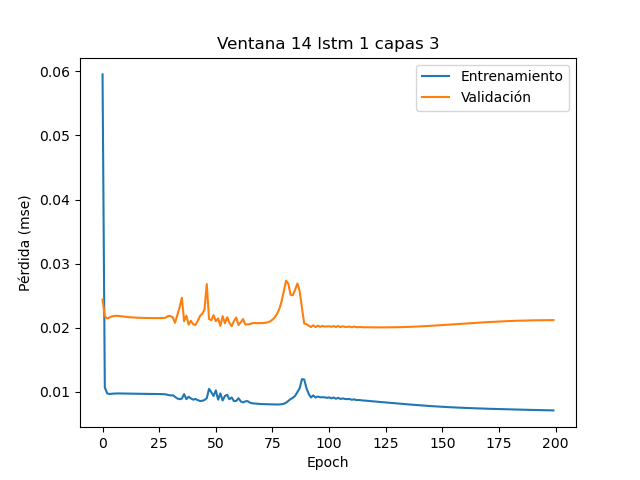 Ventana 14 lstm 1 capas 3
Entrenamiento
Validación
Pérdida (mse)
0.06
0.05
0.04
0.03
0.02
0.01
0 25 50 75 100 125 150 175 200
Epoch